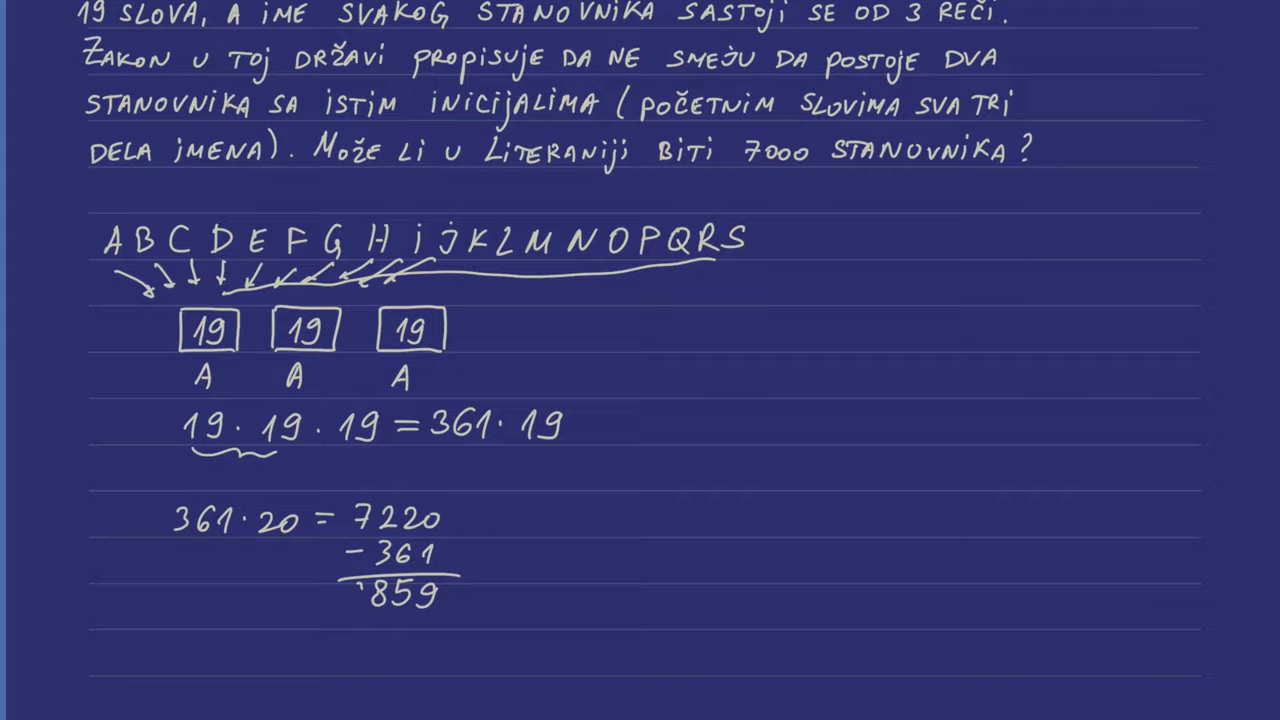 19 SLOVA, A IME SVAKOG STANOVNIKA SASTOJI SE OD 3 REČI.
ZAKON U TOJ DRŽAVI PROPISUJE DA NE SMEJU DA POSTOJE DVA
STANOVNIKA SA ISTIM INICIJALIMA (POČETNIM SLOVIMA SVA TRI
DELA IMENA). MOŽE LI U LITERANIJI BITI 7000 STANOVNIKA?
A B C D E F G H I J K L M N O P Q R S
19 19 19
A A A
19 · 19 · 19 = 361 · 19
361 · 20 = 7220
- 361
859